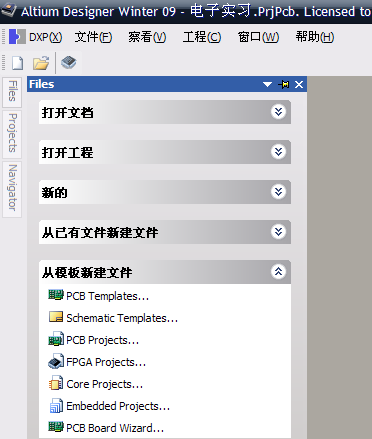 Altium Designer Winter 09 - 电子实习.PrjPcb. Licensed to
DXP(X) 文件(F) 察看(V) 工程(C) 窗口(W) 帮助(H)
Files
Projects
Navigator
Files
打开文档
打开工程
新的
从已有文件新建文件
从模板新建文件
PCB Templates...
Schematic Templates...
PCB Projects...
FPGA Projects...
Core Projects...
Embedded Projects...
PCB Board Wizard...